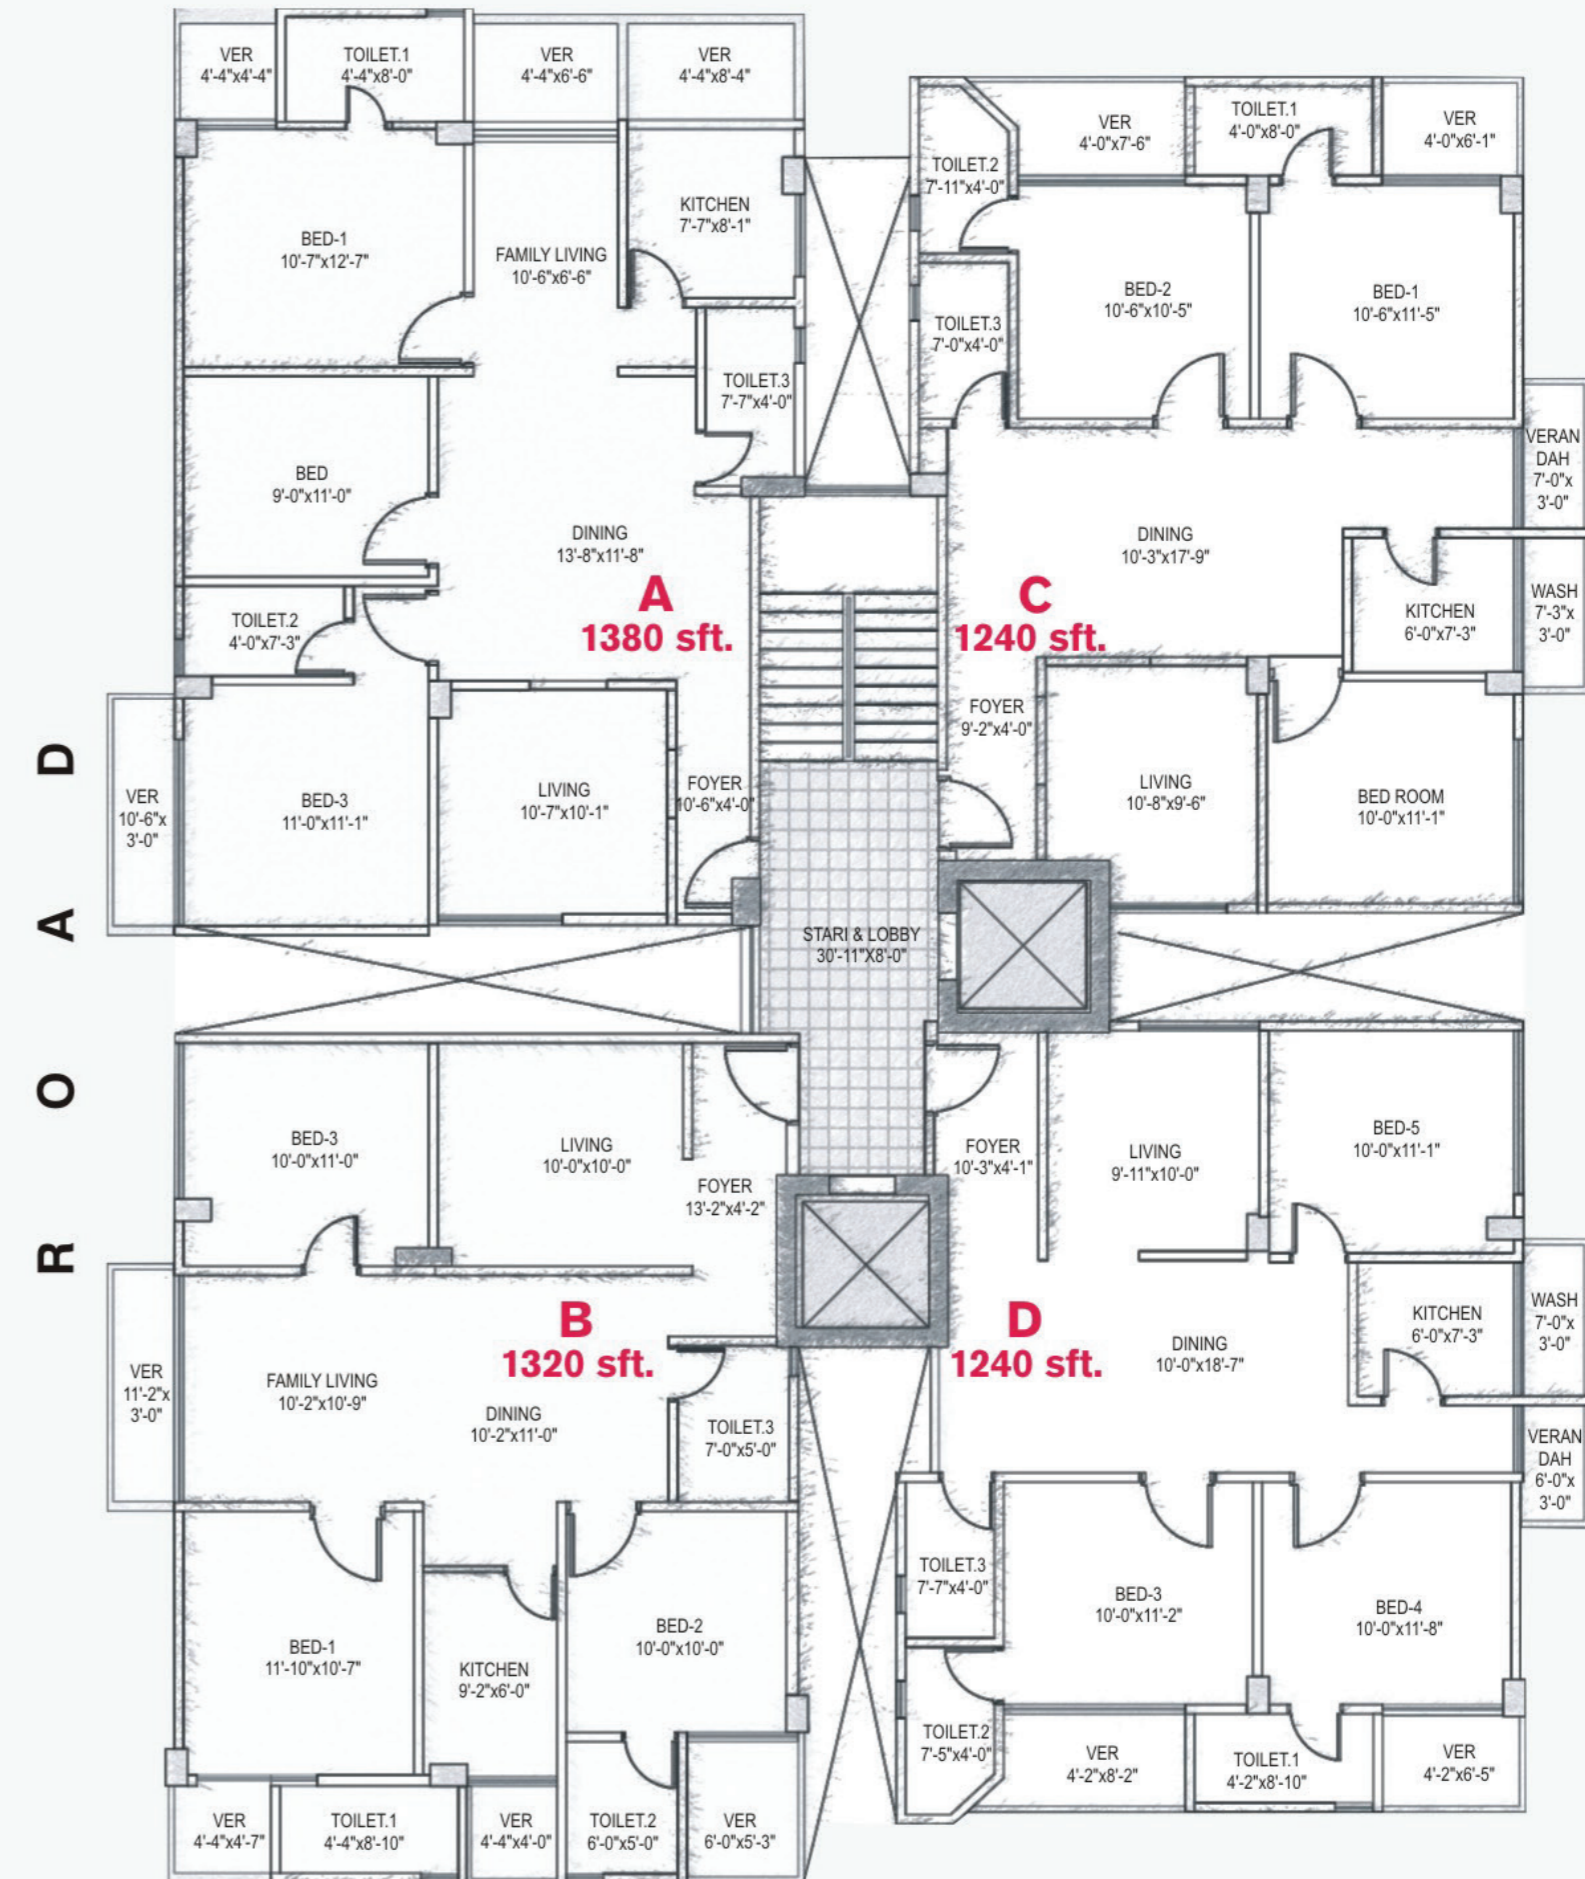 VER
4'-4"x4'-4"
TOILET.1
4'-4"x8'-0"
VER
4'-4"x6'-6"
VER
4'-4"x8'-4"
BED-1
10'-7"x12'-7"
FAMILY LIVING
10'-6"x6'-6"
KITCHEN
7'-7"x8'-1"
TOILET.3
7'-7"x4'-0"
BED
9'-0"x11'-0"
DINING
13'-8"x11'-8"
A
1380 sft.
TOILET.2
4'-0"x7'-3"
VER
10'-6"x
3'-0"
BED-3
11'-0"x11'-1"
LIVING
10'-7"x10'-1"
FOYER
10'-6"x4'-0"
TOILET.2
7'-11"x4'-0"
VER
4'-0"x7'-6"
TOILET.1
4'-0"x8'-0"
VER
4'-0"x6'-1"
TOILET.3
7'-0"x4'-0"
BED-2
10'-6"x10'-5"
BED-1
10'-6"x11'-5"
VERAN
DAH
7'-0"x
3'-0"
DINING
10'-3"x17'-9"
C
1240 sft.
KITCHEN
6'-0"x7'-3"
WASH
7'-3"x
3'-0"
FOYER
9'-2"x4'-0"
LIVING
10'-8"x9'-6"
BED ROOM
10'-0"x11'-1"
STARI & LOBBY
30'-11"X8'-0"
ROAD
BED-3
10'-0"x11'-0"
LIVING
10'-0"x10'-0"
FOYER
13'-2"x4'-2"
B
1320 sft.
VER
11'-2"x
3'-0"
FAMILY LIVING
10'-2"x10'-9"
DINING
10'-2"x11'-0"
TOILET.3
7'-0"x5'-0"
BED-1
11'-10"x10'-7"
KITCHEN
9'-2"x6'-0"
BED-2
10'-0"x10'-0"
VER
4'-4"x4'-7"
TOILET.1
4'-4"x8'-10"
VER
4'-4"x4'-0"
TOILET.2
6'-0"x5'-0"
VER
6'-0"x5'-3"
FOYER
10'-3"x4'-1"
LIVING
9'-11"x10'-0"
BED-5
10'-0"x11'-1"
D
1240 sft.
DINING
10'-0"x18'-7"
KITCHEN
6'-0"x7'-3"
WASH
7'-0"x
3'-0"
VERAN
DAH
6'-0"x
3'-0"
TOILET.3
7'-7"x4'-0"
BED-3
10'-0"x11'-2"
BED-4
10'-0"x11'-8"
TOILET.2
7'-5"x4'-0"
VER
4'-2"x8'-2"
TOILET.1
4'-2"x8'-10"
VER
4'-2"x6'-5"